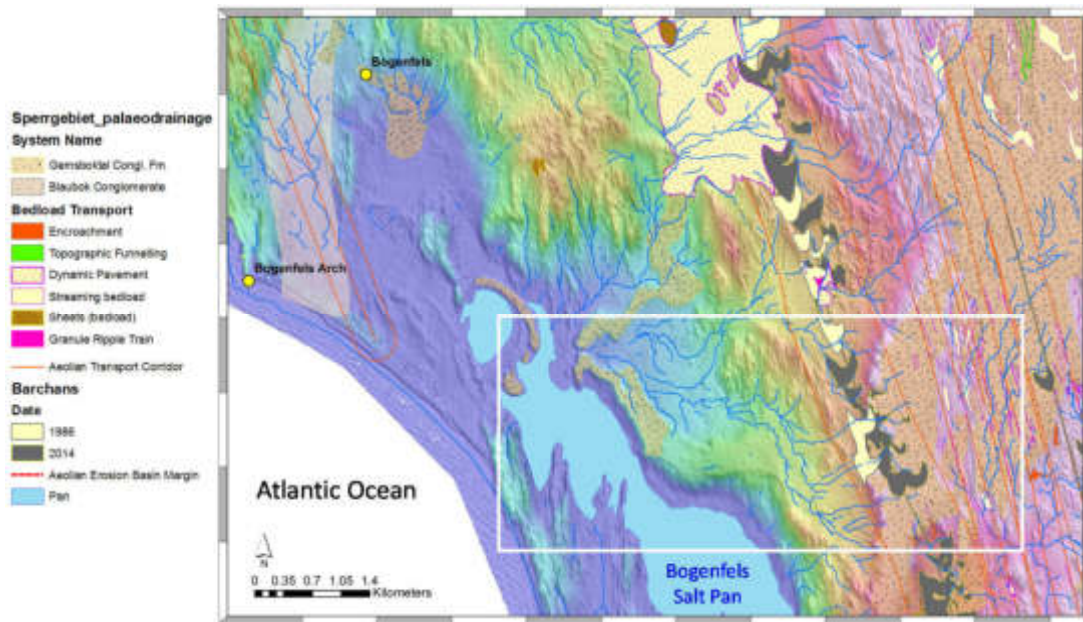 Sperrgebiet_palaeodrainage
System Name
Gemsboktal Congl. Fm
Blaubok Conglomerate
Bedload Transport
Encroachment
Topographic Funnelling
Dynamic Pavement
Streaming bedload
Sheets (bedload)
Granule Ripple Train
Aeolian Transport Corridor
Barchans
Date
1986
2014
Aeolian Erosion Basin Margin
Pan
Bogenfels
Bogenfels Arch
Atlantic Ocean
N
0 0.35 0.7 1.05 1.4
Kilometers
Bogenfels
Salt Pan